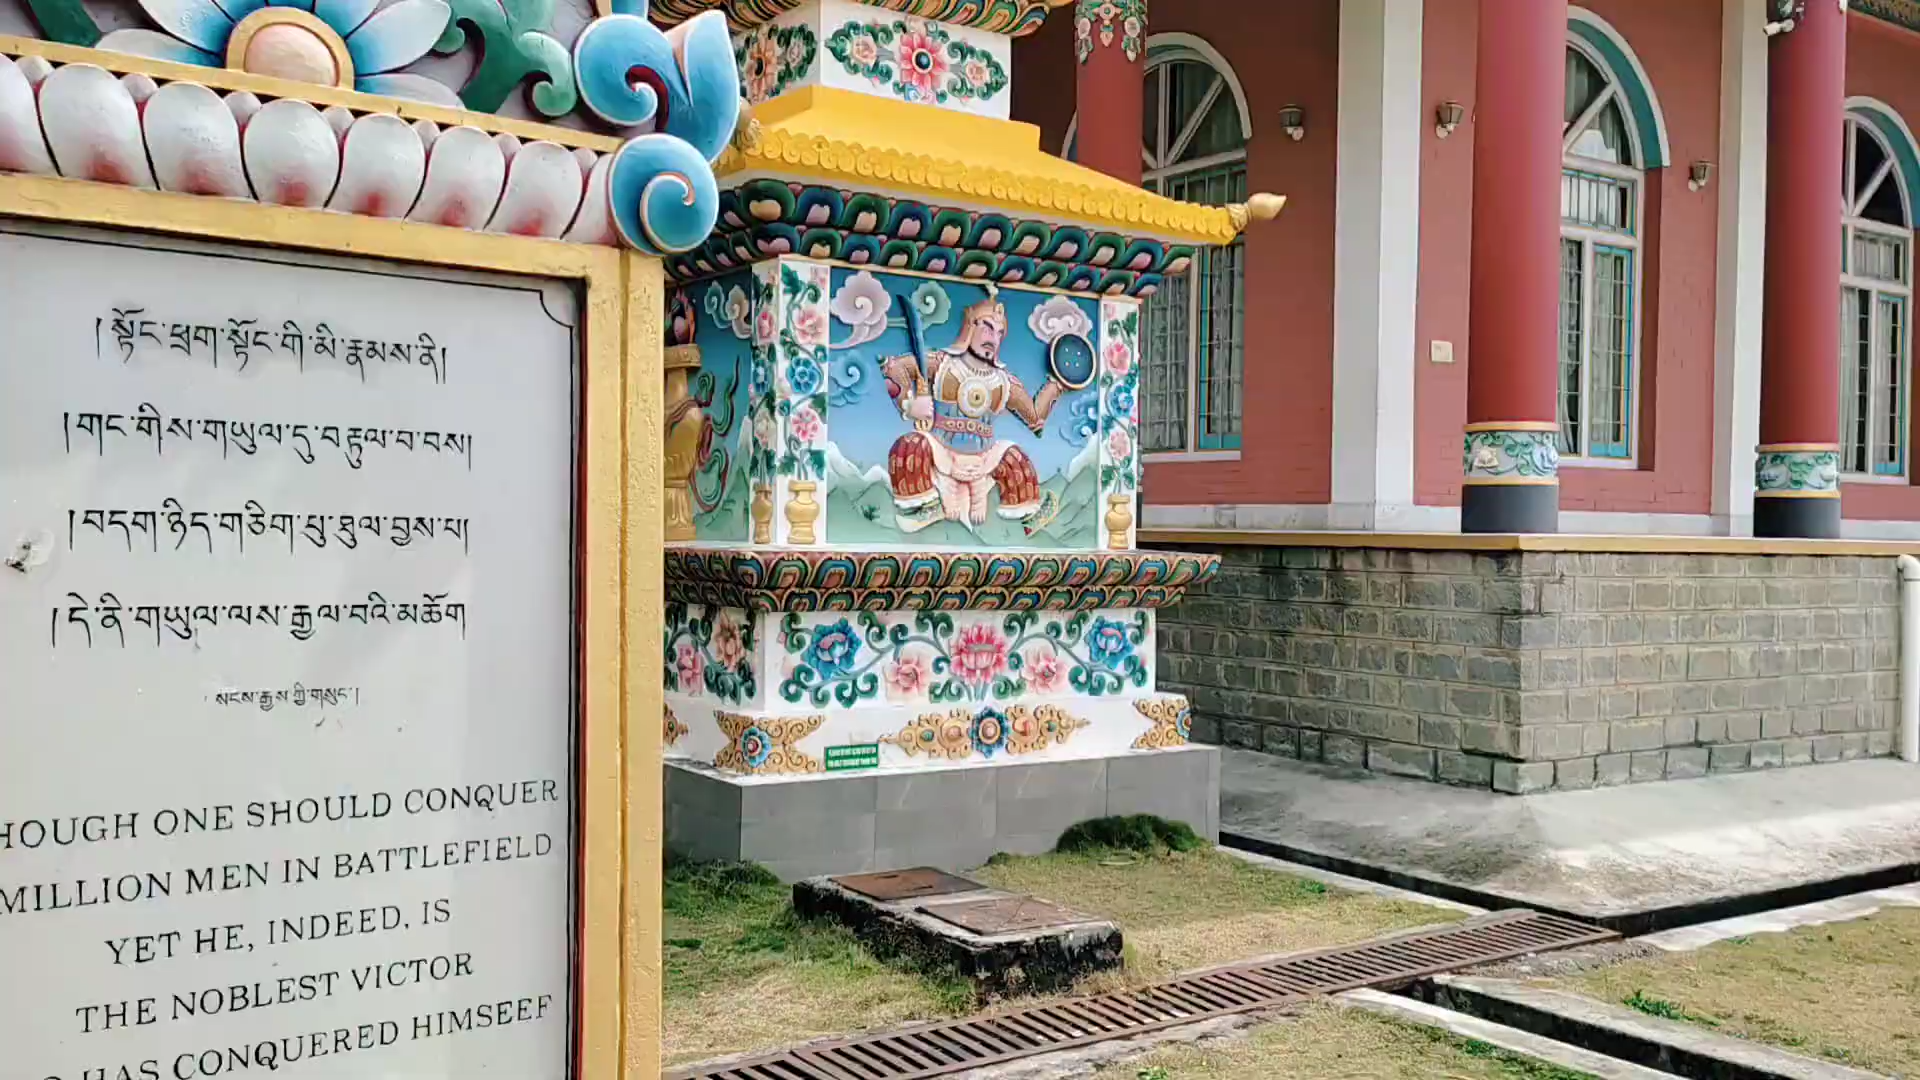 ། སྟོང་ཕྲག་སྟོང་གི་མི་རྣམས་ནི།
། གང་གིས་གཡུལ་དུ་བརྟུལ་བ་བས།
། བདག་ཉིད་གཅིག་པུ་ཐུལ་བྱས་པ།
། དེ་ནི་གཡུལ་ལས་རྒྱལ་བའི་མཆོག
སངས་རྒྱས་ཀྱི་གསུང་།
HOUGH ONE SHOULD CONQUER
MILLION MEN IN BATTLEFIELD
YET HE, INDEED, IS
THE NOBLEST VICTOR
HAS CONQUERED HIMSEEF